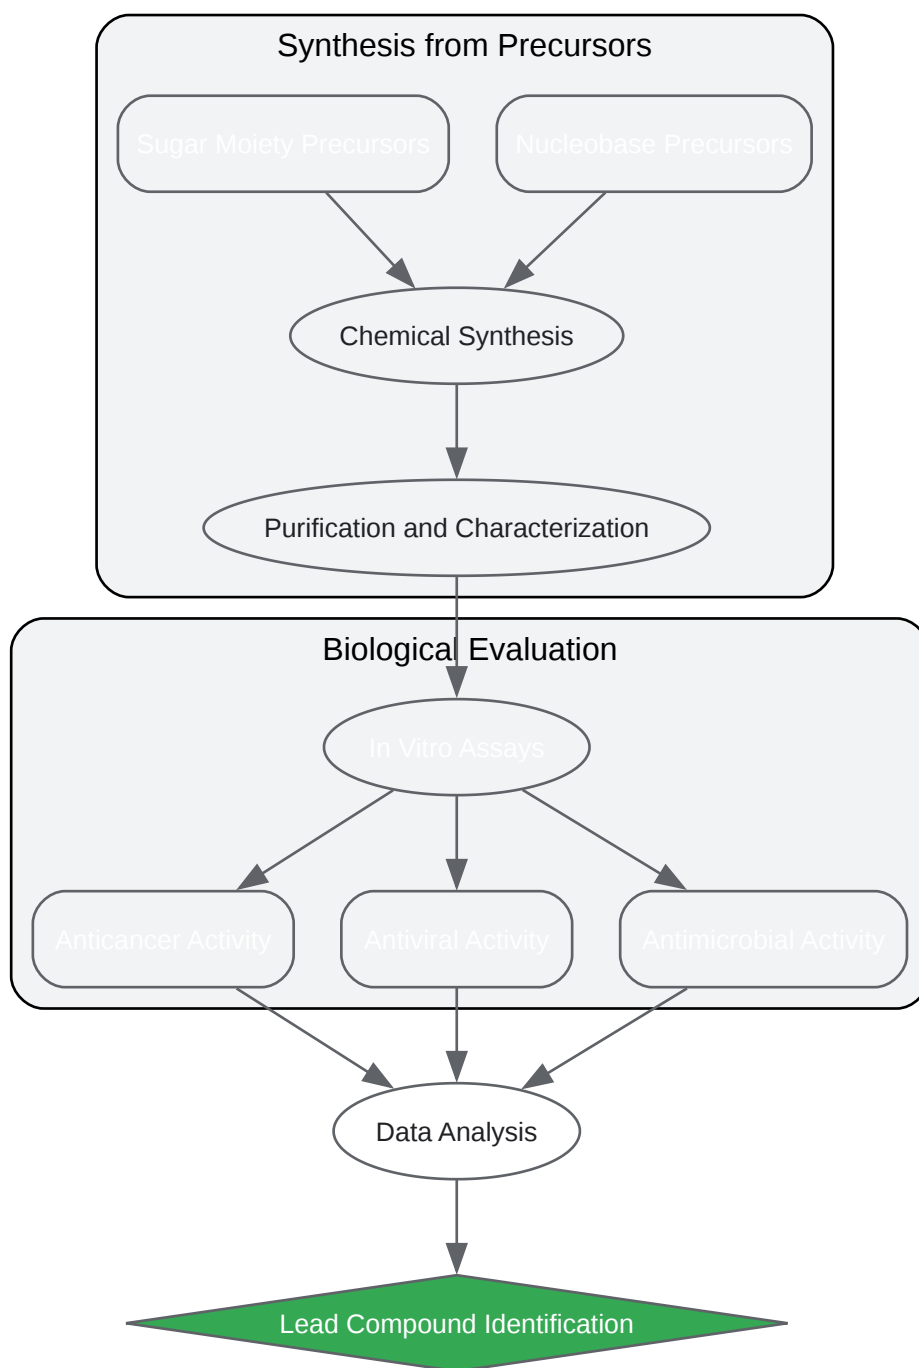 Synthesis from Precursors
Sugar Moiety Precursors
Nucleobase Precursors
Chemical Synthesis
Purification and Characterization
Biological Evaluation
In Vitro Assays
Anticancer Activity
Antiviral Activity
Antimicrobial Activity
Data Analysis
Lead Compound Identification